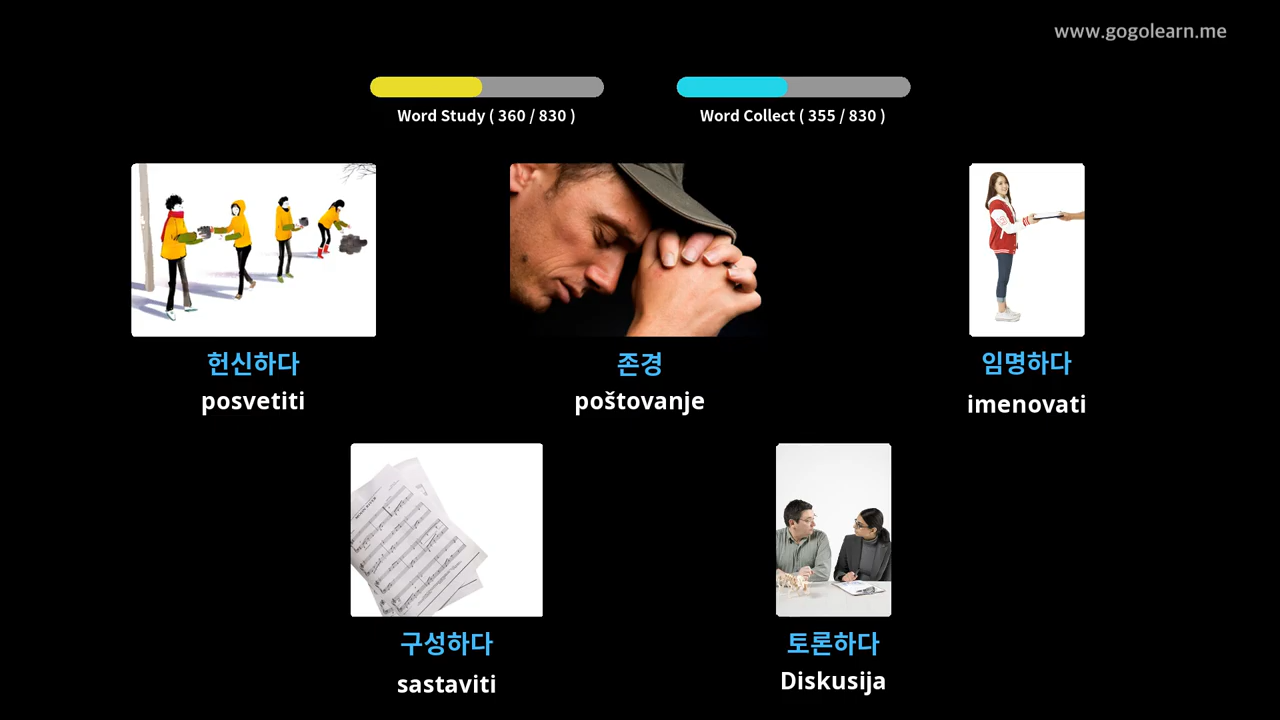 www.gogolearn.me
Word Study ( 360 / 830 )
Word Collect ( 355 / 830 )
헌신하다
posvetiti
존경
poštovanje
임명하다
imenovati
구성하다
sastaviti
토론하다
Diskusija